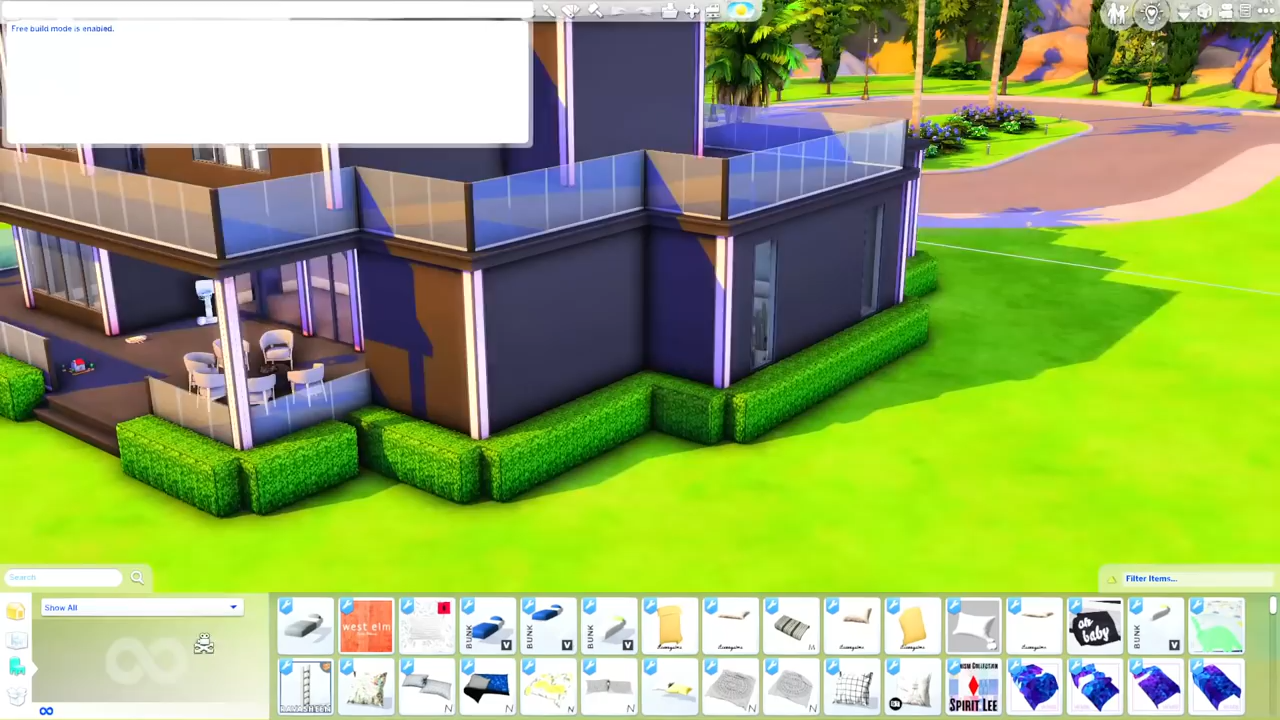 Free build mode is enabled.
Search
Filter Items...
Show All
west elm
BUNK
BUNK
BUNK
oh baby
BUNK
RAVASHEEN
SPIRIT LEE